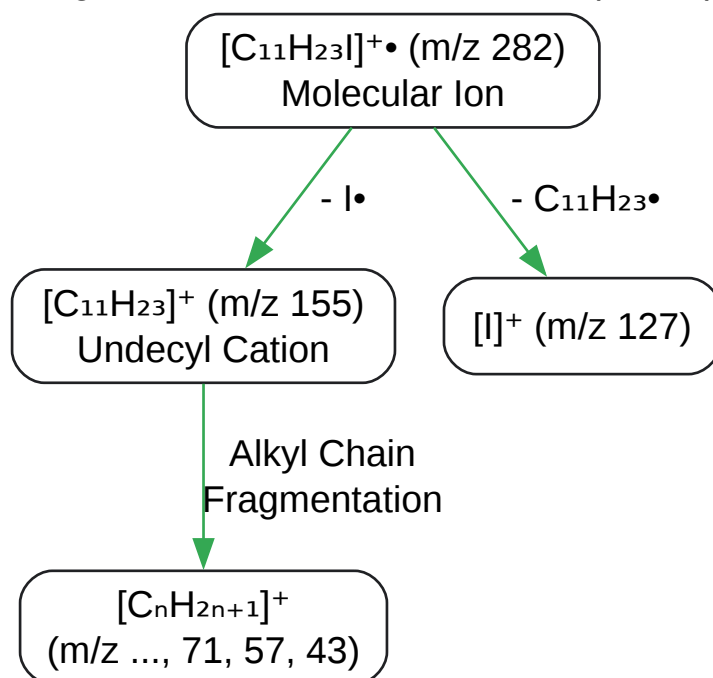 [C₁₁H₂₃I]⁺• (m/z 282)
Molecular Ion
- I•
- C₁₁H₂₃•
[C₁₁H₂₃]⁺ (m/z 155)
Undecyl Cation
[I]⁺ (m/z 127)
Alkyl Chain
Fragmentation
[CₙH₂ₙ₊₁]⁺
(m/z ..., 71, 57, 43)